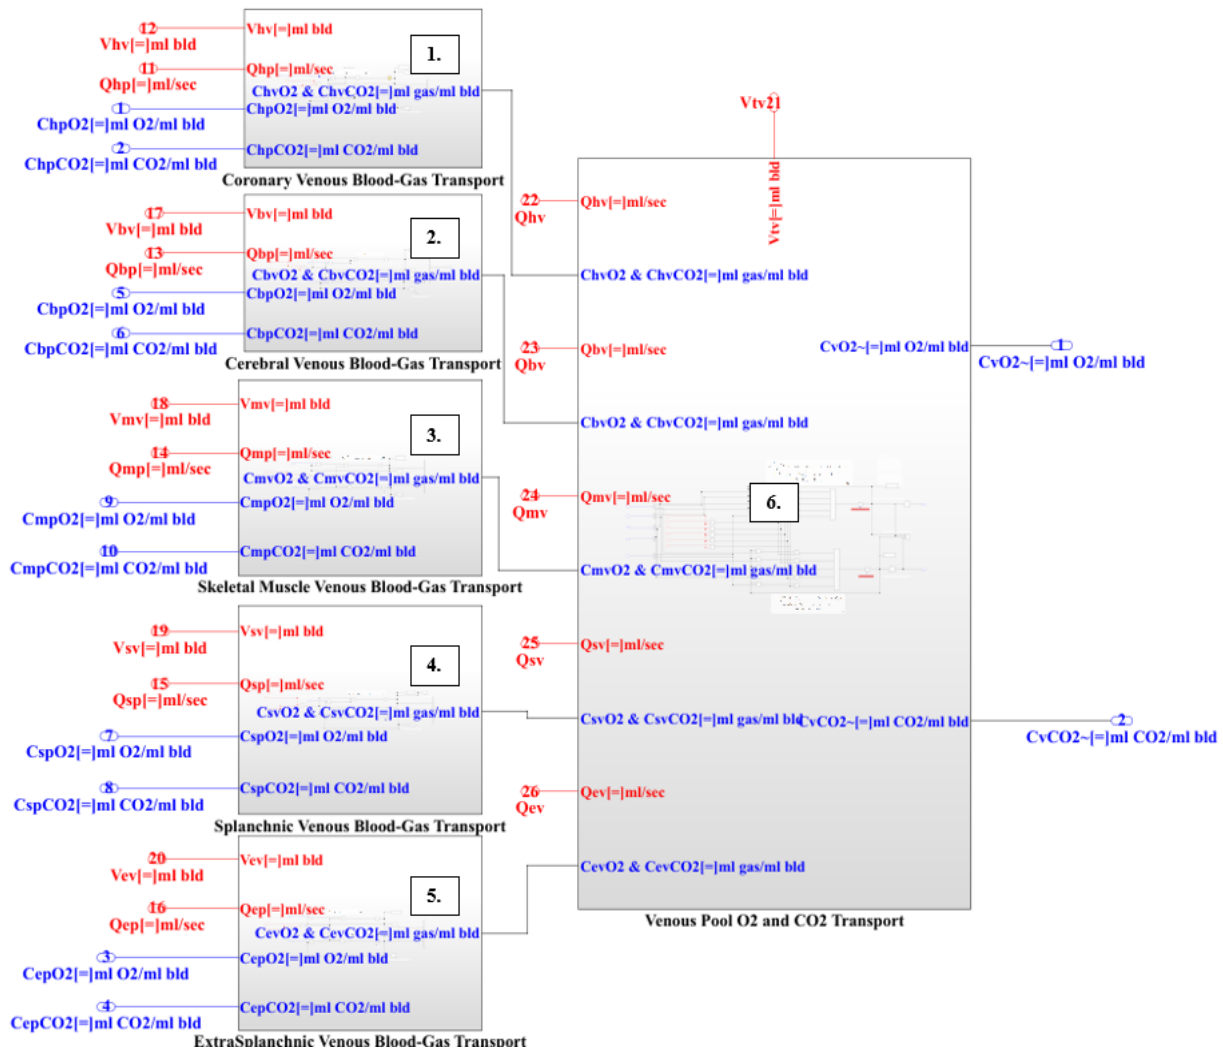 12
Vhv[=]ml bld
11
Qhp[=]ml/sec
1
ChpO2[=]ml O2/ml bld
2
ChpCO2[=]ml CO2/ml bld
Vhv[=]ml bld
1.
Qhp[=]ml/sec
ChvO2 & ChvCO2[=]ml gas/ml bld
ChpO2[=]ml O2/ml bld
ChpCO2[=]ml CO2/ml bld
Coronary Venous Blood-Gas Transport
17
Vbv[=]ml bld
13
Qbp[=]ml/sec
5
CbpO2[=]ml O2/ml bld
6
CbpCO2[=]ml CO2/ml bld
Vbv[=]ml bld
2.
Qbp[=]ml/sec
CbvO2 & CbvCO2[=]ml gas/ml bld
CbpO2[=]ml O2/ml bld
CbpCO2[=]ml CO2/ml bld
Cerebral Venous Blood-Gas Transport
18
Vmv[=]ml bld
14
Qmp[=]ml/sec
9
CmpO2[=]ml O2/ml bld
10
CmpCO2[=]ml CO2/ml bld
Vmv[=]ml bld
3.
Qmp[=]ml/sec
CmvO2 & CmvCO2[=]ml gas/ml bld
CmpO2[=]ml O2/ml bld
CmpCO2[=]ml CO2/ml bld
Skeletal Muscle Venous Blood-Gas Transport
19
Vsv[=]ml bld
15
Qsp[=]ml/sec
7
CspO2[=]ml O2/ml bld
8
CspCO2[=]ml CO2/ml bld
Vsv[=]ml bld
4.
Qsp[=]ml/sec
CsvO2 & CsvCO2[=]ml gas/ml bld
CspO2[=]ml O2/ml bld
CspCO2[=]ml CO2/ml bld
Splanchnic Venous Blood-Gas Transport
20
Vev[=]ml bld
16
Qep[=]ml/sec
3
CepO2[=]ml O2/ml bld
4
CepCO2[=]ml CO2/ml bld
Vev[=]ml bld
5.
Qep[=]ml/sec
CevO2 & CevCO2[=]ml gas/ml bld
CepO2[=]ml O2/ml bld
CepCO2[=]ml CO2/ml bld
ExtraSplanchnic Venous Blood-Gas Transport
Vtv21
Vtv[=]ml bld
22
Qhv
Qhv[=]ml/sec
ChvO2 & ChvCO2[=]ml gas/ml bld
23
Qbv
Qbv[=]ml/sec
CbvO2 & CbvCO2[=]ml gas/ml bld
24
Qmv
Qmv[=]ml/sec
6.
CmvO2 & CmvCO2[=]ml gas/ml bld
25
Qsv
Qsv[=]ml/sec
CsvO2 & CsvCO2[=]ml gas/ml bld
26
Qev
Qev[=]ml/sec
CevO2 & CevCO2[=]ml gas/ml bld
CvO2~[=]ml O2/ml bld
1
CvO2~[=]ml O2/ml bld
CvCO2~[=]ml CO2/ml bld
2
CvCO2~[=]ml CO2/ml bld
Venous Pool O2 and CO2 Transport